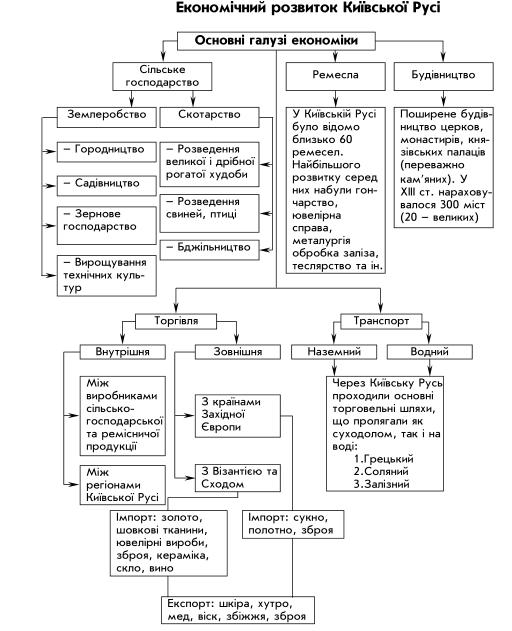 Економічний розвиток Київської Русі
Основні галузі економіки
Сільське
господарство
Ремесла
Будівництво
Землеробство
Скотарство
– Городництво
– Садівництво
– Зернове
господарство
– Вирощування
технічних куль-
тур
– Розведення
великої і дрібної
рогатої худоби
– Розведення
свиней, птиці
– Бджільництво
У Київській Русі
було відомо
близько 60
ремесел.
Найбільшого
розвитку серед
них набули гон-
чарство,
ювелірна
справа,
металургія
обробка заліза,
теслярство та ін.
Поширене будів-
ництво церков,
монастирів, кня-
зівських палаців
(переважно
кам’яних). У
XIII ст. нарахову-
валося 300 міст
(20 – великих)
Торгівля
Транспорт
Внутрішня
Зовнішня
Наземний
Водний
Між
виробниками
сільсько-
господарської
та ремісничої
продукції
Між
регіонами
Київської Русі
З країнами
Західної
Європи
З Візантією та
Сходом
Через Київську Русь
проходили основні
торговельні шляхи,
що пролягали як
суходолом, так і на
воді:
1.Грецький
2.Соляний
3.Залізний
Імпорт: золото,
шовкові тканини,
ювелірні вироби,
зброя, кераміка,
скло, вино
Імпорт: сукно,
полотно, зброя
Експорт: шкіра, хутро,
мед, віск, збіжжя, зброя